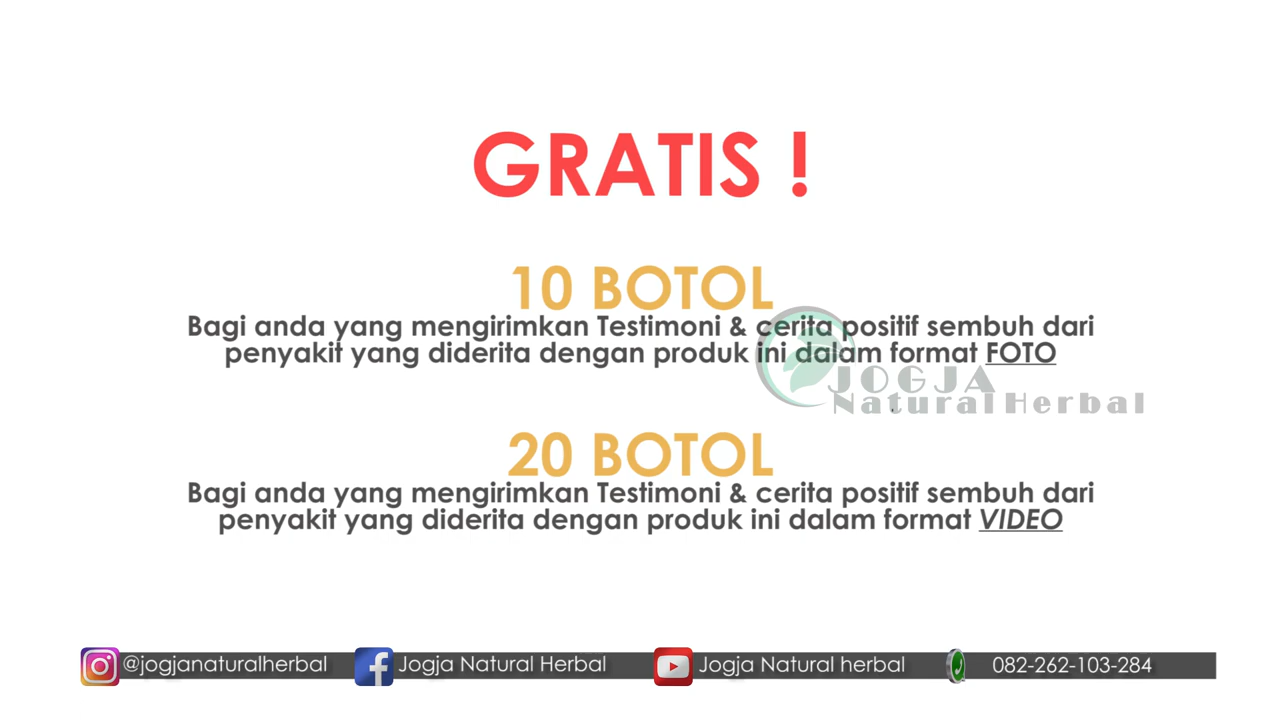 GRATIS !
10 BOTOL
Bagi anda yang mengirimkan Testimoni & cerita positif sembuh dari
penyakit yang diderita dengan produk ini dalam format FOTO
JOGJA
Natural Herbal
20 BOTOL
Bagi anda yang mengirimkan Testimoni & cerita positif sembuh dari
penyakit yang diderita dengan produk ini dalam format VIDEO
@jogjanaturalherbal Jogja Natural Herbal Jogja Natural herbal 082-262-103-284